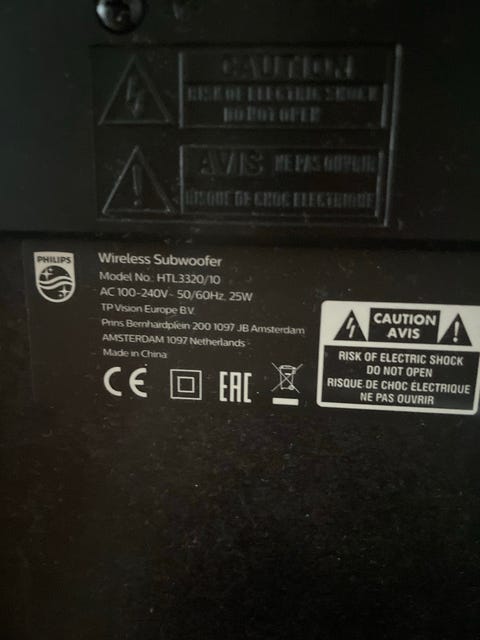 CAUTION
RISK OF ELECTRIC SHOCK
DO NOT OPEN
AVIS NE PAS OUVRIR
RISQUE DE CHOC ELECTRIQUE
PHILIPS
Wireless Subwoofer
Model No.: HTL3320/10
AC 100-240V~ 50/60Hz, 25W
TP Vision Europe B.V.
Prins Bernhardplein 200 1097 JB Amsterdam
AMSTERDAM 1097 Netherlands
Made in China
CE
EAC
CAUTION
AVIS
RISK OF ELECTRIC SHOCK
DO NOT OPEN
RISQUE DE CHOC ÉLECTRIQUE
NE PAS OUVRIR